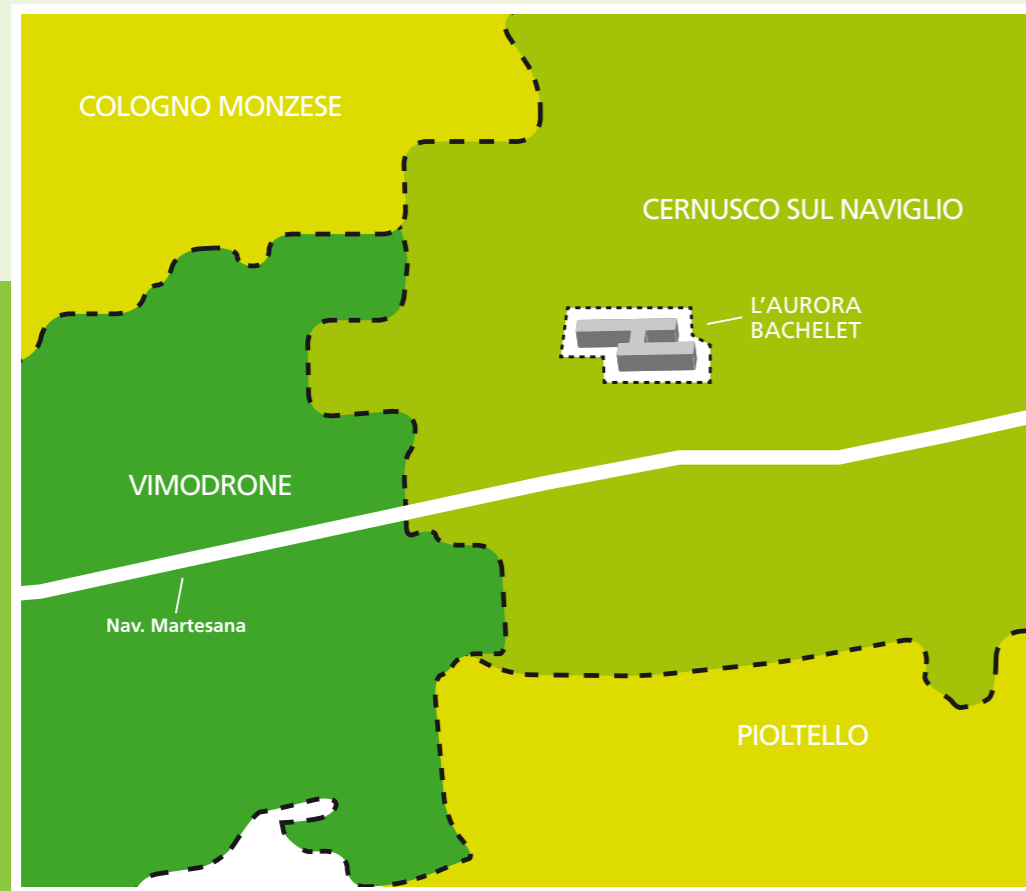 COLOGNO MONZESE
CERNUSCO SUL NAVIGLIO
L'AURORA
BACHELET
VIMODRONE
Nav. Martesana
PIOLTELLO